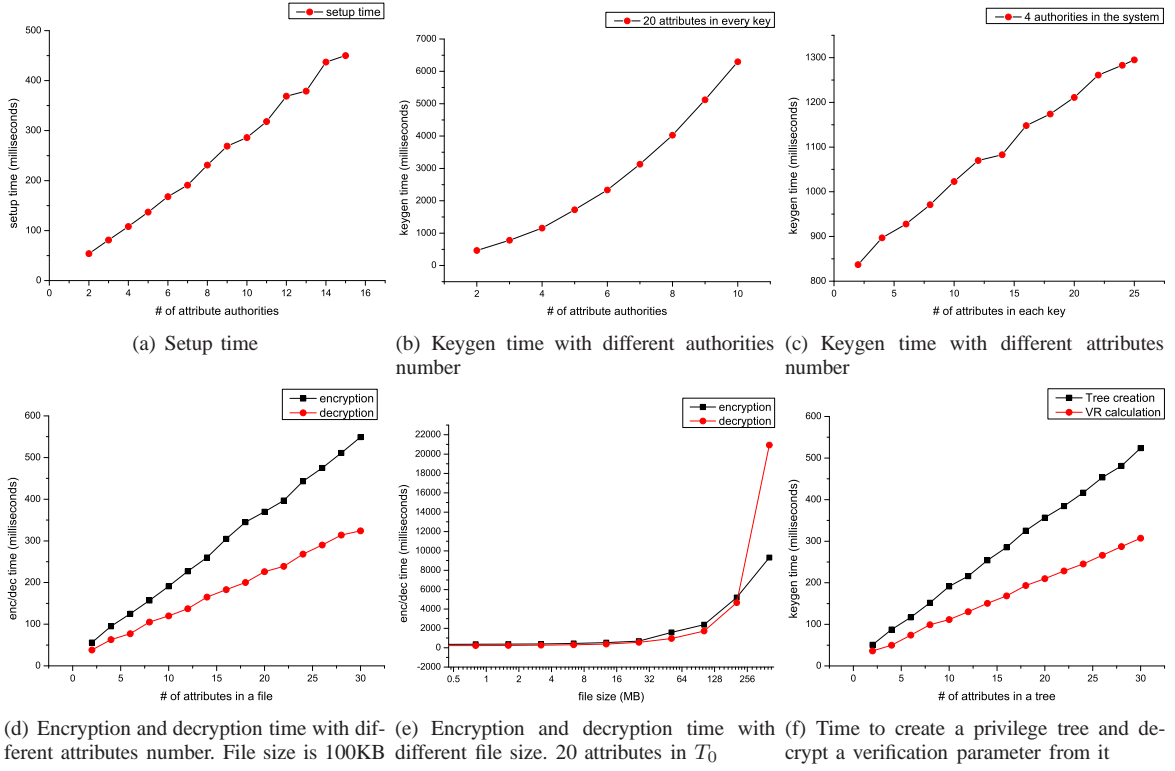 setup time
500
400
300
200
100
0
setup time (milliseconds)
0 2 4 6 8 10 12 14 16
# of attribute authorities
(a) Setup time
20 attributes in every key
7000
6000
5000
4000
3000
2000
1000
0
keygen time (milliseconds)
2 4 6 8 10
# of attribute authorities
(b) Keygen time with different authorities
number
4 authorities in the system
1300
1200
1100
1000
900
800
keygen time (milliseconds)
0 5 10 15 20 25
# of attributes in each key
(c) Keygen time with different attributes
number
encryption
decryption
600
500
400
300
200
100
0
enc/dec time (milliseconds)
0 5 10 15 20 25 30
# of attributes in a file
(d) Encryption and decryption time with dif-
ferent attributes number. File size is 100KB
encryption
decryption
22000
20000
18000
16000
14000
12000
10000
8000
6000
4000
2000
0
-2000
enc/dec time (milliseconds)
0.5 1 2 4 8 16 32 64 128 256
file size (MB)
(e) Encryption and decryption time with
different file size. 20 attributes in T0
Tree creation
VR calculation
600
500
400
300
200
100
0
keygen time (milliseconds)
0 5 10 15 20 25 30
# of attributes in a tree
(f) Time to create a privilege tree and de-
crypt a verification parameter from it